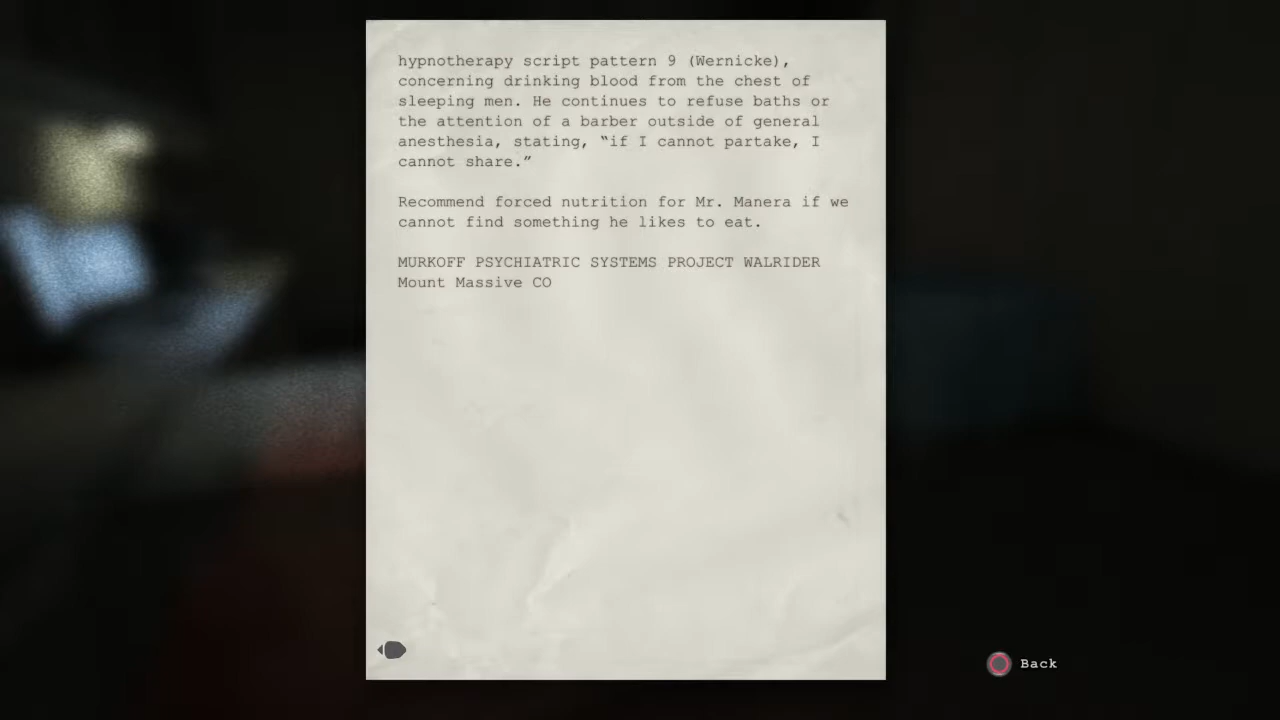 hypnotherapy script pattern 9 (Wernicke),
concerning drinking blood from the chest of
sleeping men. He continues to refuse baths or
the attention of a barber outside of general
anesthesia, stating, “if I cannot partake, I
cannot share.”
Recommend forced nutrition for Mr. Manera if we
cannot find something he likes to eat.
MURKOFF PSYCHIATRIC SYSTEMS PROJECT WALRIDER
Mount Massive CO
Back